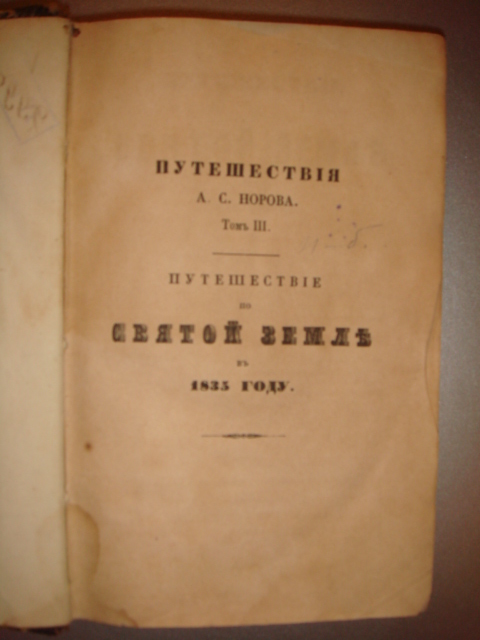 ПУТЕШЕСТВІЯ
А. С. НОРОВА.
Томъ III.
ПУТЕШЕСТВІЕ
по
СВЯТОЙ ЗЕМЛѢ
въ
1835 ГОДУ.